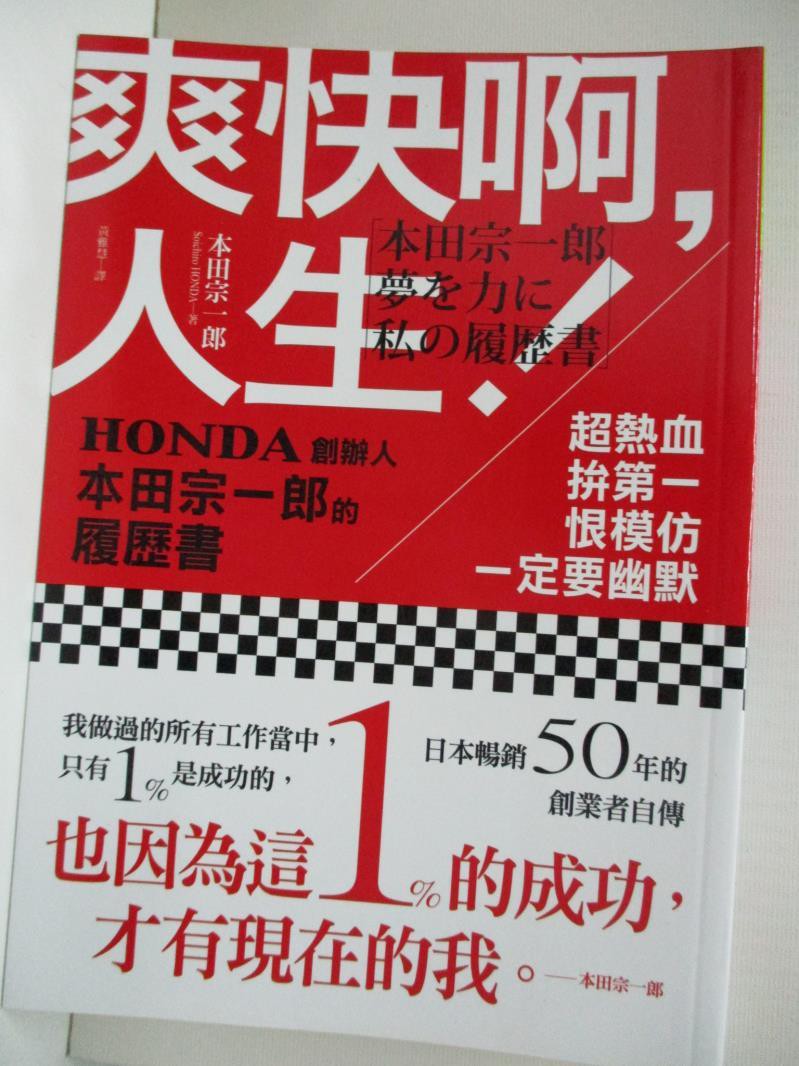 爽快啊,
人生!
「本田宗一郎
夢を力に
私の履歴書」
本田宗一郎
Soichiro HONDA—著
黃雅慧—譯
HONDA 創辦人
本田宗一郎的
履歷書
超熱血
拚第一
恨模仿
一定要幽默
我做過的所有工作當中，
只有1%是成功的，
日本暢銷50年的
創業者自傳
也因為這1%的成功，
才有現在的我。——本田宗一郎